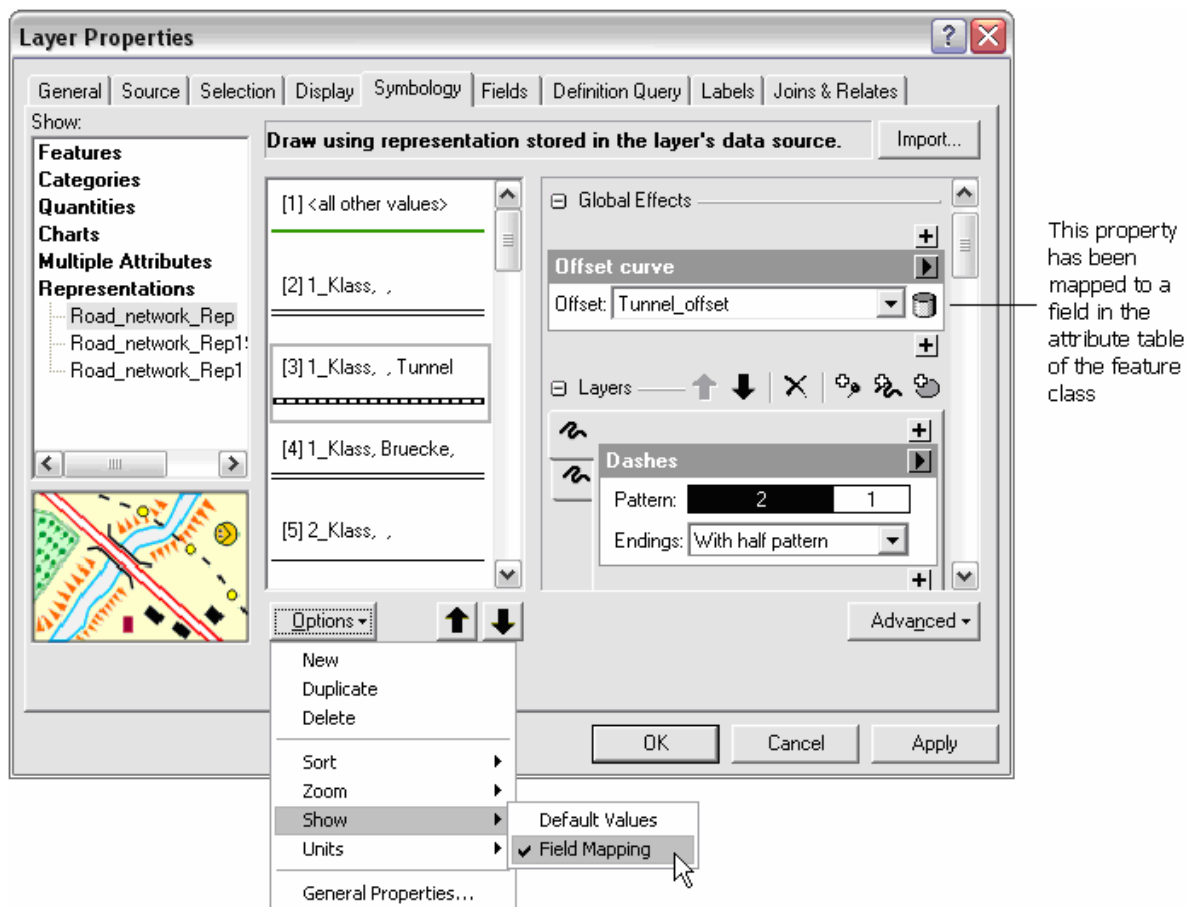 Layer Properties
General Source Selection Display Symbology Fields Definition Query Labels Joins & Relates
Show:
Features
Categories
Quantities
Charts
Multiple Attributes
Representations
Road_network_Rep
Road_network_Rep1
Road_network_Rep1
Draw using representation stored in the layer's data source.
Import...
[1] <all other values>
[2] 1_Klass, ,
[3] 1_Klass, , Tunnel
[4] 1_Klass, Bruecke,
[5] 2_Klass, ,
Global Effects
Offset curve
Offset: Tunnel_offset
Layers
Dashes
Pattern: 2 1
Endings: With half pattern
This property
has been
mapped to a
field in the
attribute table
of the feature
class
Options
Advanced
New
Duplicate
Delete
Sort
Zoom
Show
Units
General Properties...
Default Values
Field Mapping
OK Cancel Apply